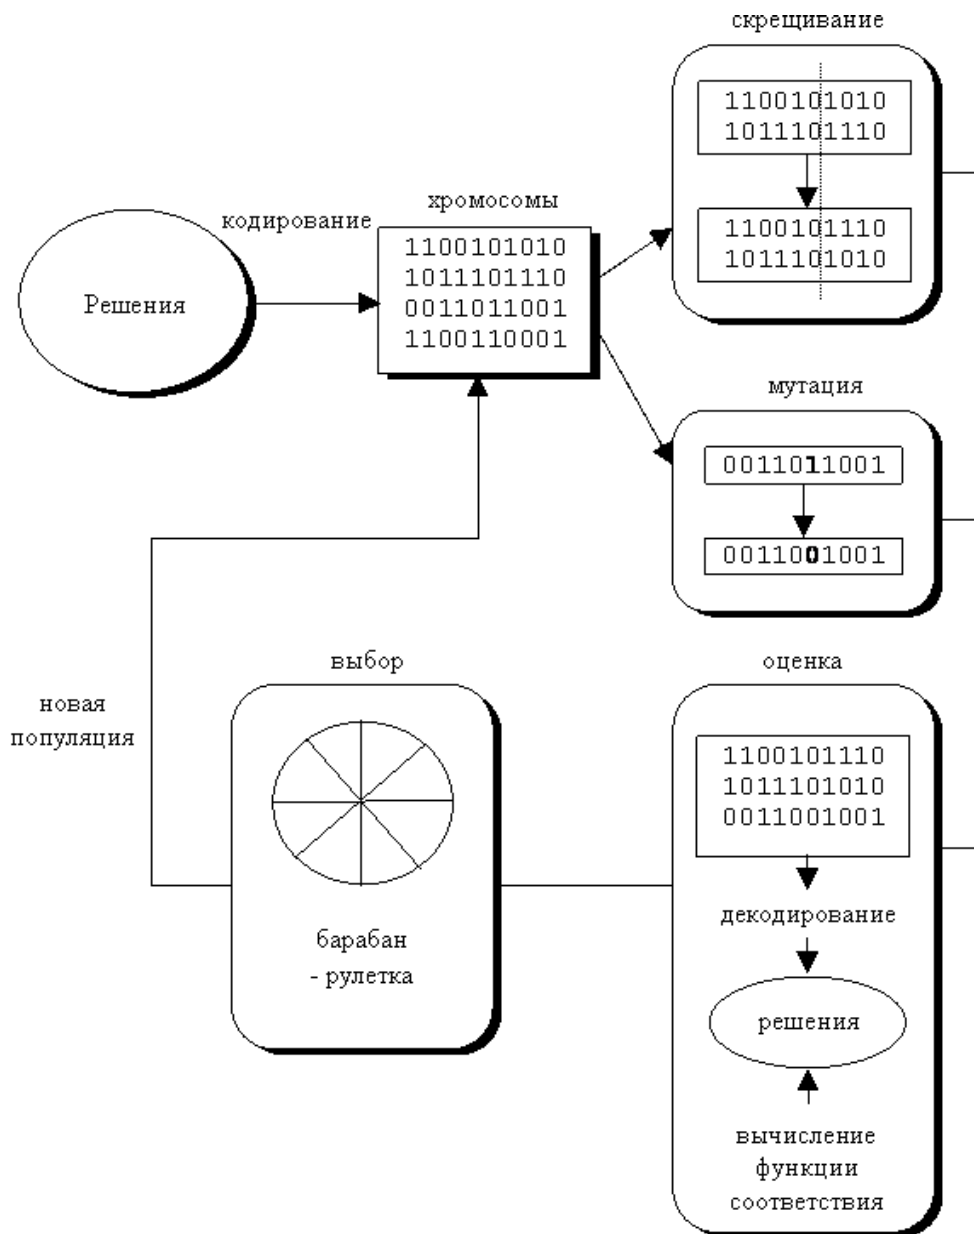 скрещивание
1100101010
1011101110
1100101110
1011101010
хромосомы
кодирование
1100101010
1011101110
0011011001
1100110001
Решения
мутация
0011011001
0011001001
выбор
оценка
новая
популяция
1100101110
1011101010
0011001001
декодирование
барабан
- рулетка
решения
вычисление
функции
соответствия